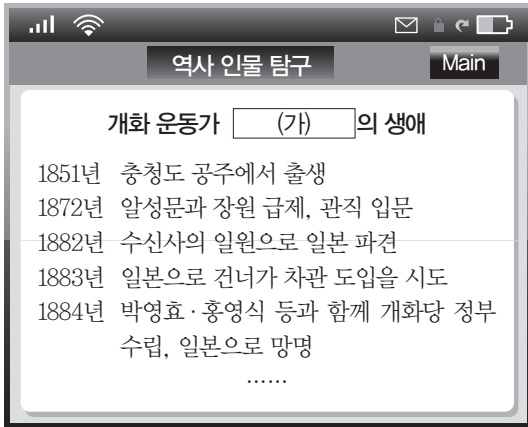 역사 인물 탐구
Main
개화 운동가 (가)의 생애
1851년 충청도 공주에서 출생
1872년 알성문과 장원 급제, 관직 입문
1882년 수신사의 일원으로 일본 파견
1883년 일본으로 건너가 차관 도입을 시도
1884년 박영효·홍영식 등과 함께 개화당 정부
수립, 일본으로 망명
……